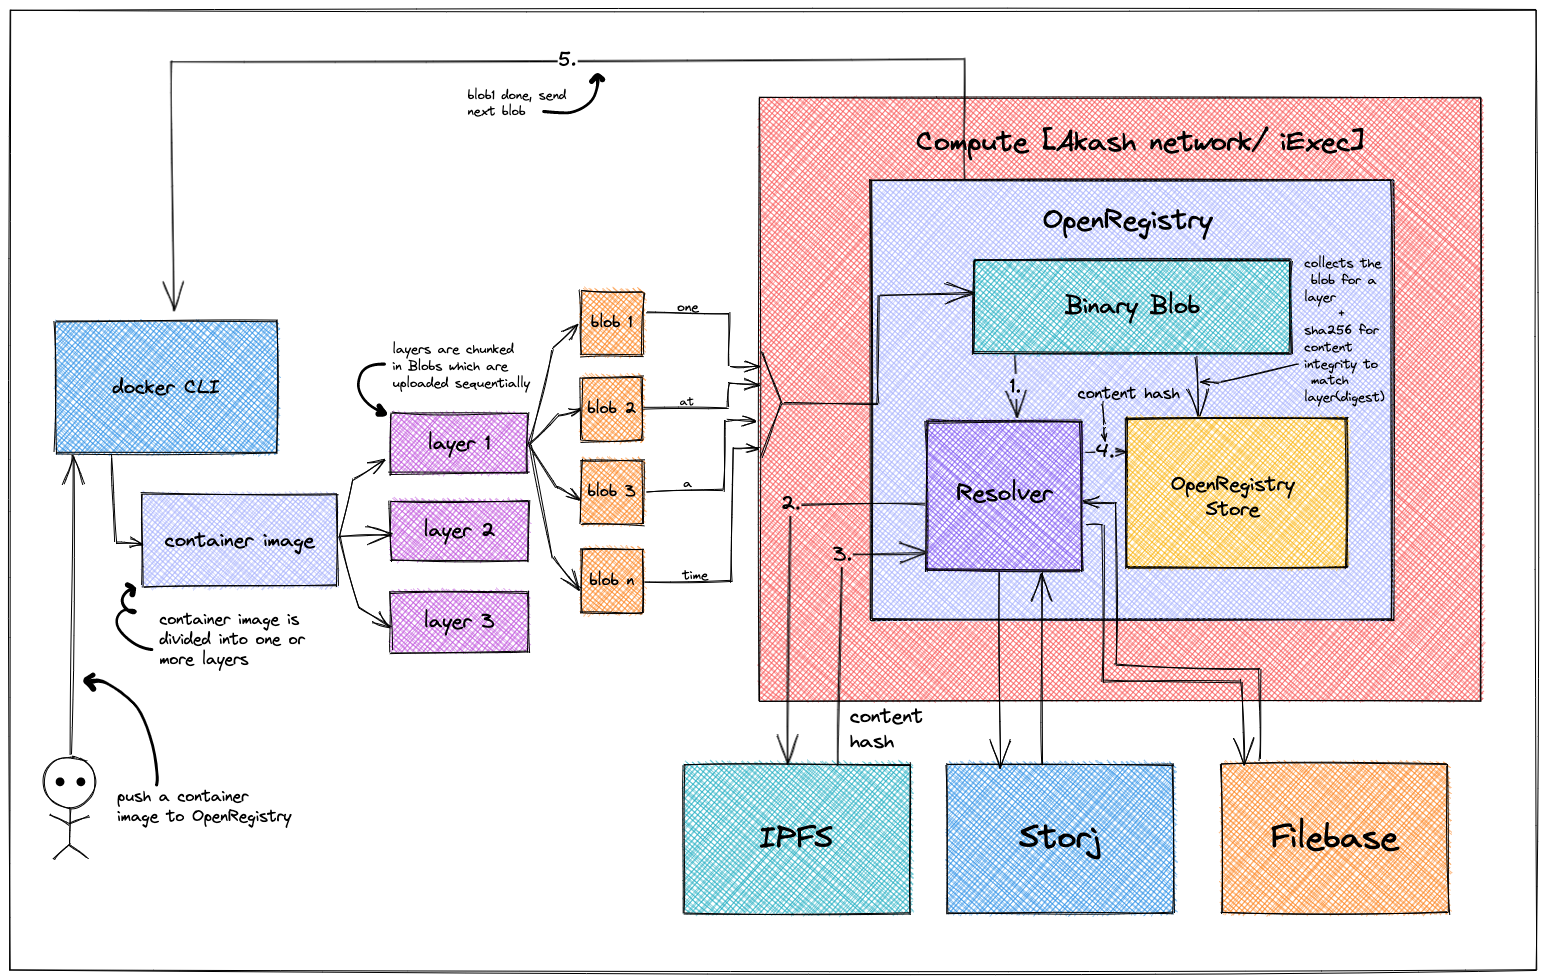 5.
blob1 done, send
next blob
Compute [Akash network/ iExec]
OpenRegistry
Binary Blob
collects the
blob for a
layer
+
sha256 for
content
integrity to
match
layer(digest)
1.
content hash
4.
Resolver
OpenRegistry
Store
2.
3.
docker CLI
layers are chunked
in Blobs which are
uploaded sequentially
blob 1
one
blob 2
at
blob 3
a
blob n
time
layer 1
layer 2
layer 3
container image
container image is
divided into one or
more layers
push a container
image to OpenRegistry
content
hash
IPFS
Storj
Filebase